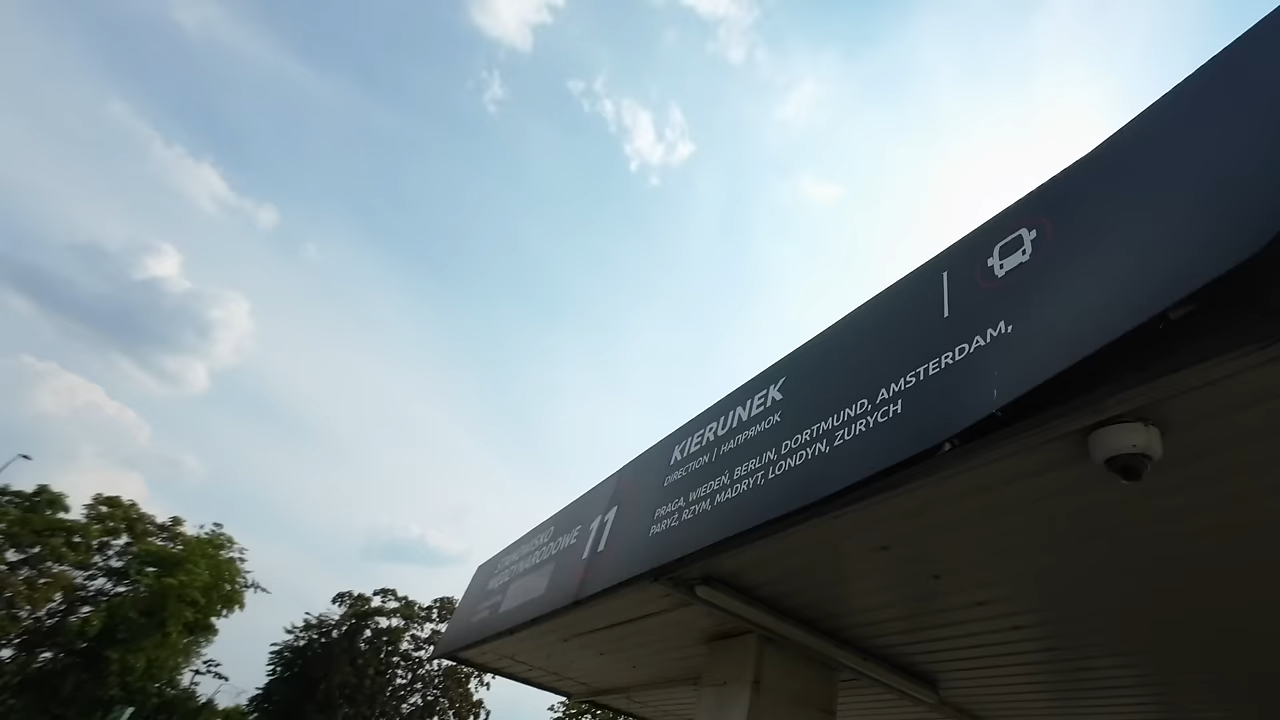 STANOWISKO
MIĘDZYNARODOWE
11
KIERUNEK
DIRECTION | НАПРЯМОК
PRAGA, WIEDEŃ, BERLIN, DORTMUND, AMSTERDAM,
PARYŻ, RZYM, MADRYT, LONDYN, ZURYCH